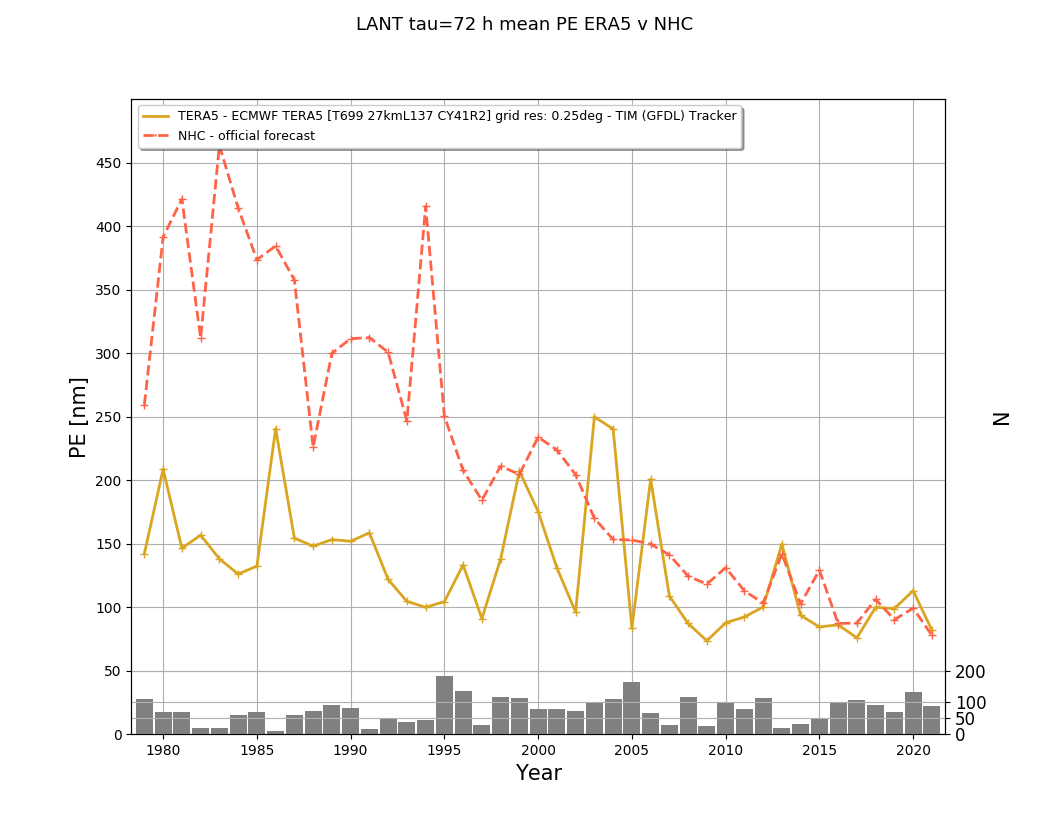 LANT tau=72 h mean PE ERA5 v NHC
TERA5 - ECMWF TERA5 [T699 27kmL137 CY41R2] grid res: 0.25deg - TIM (GFDL) Tracker
NHC - official forecast
450
400
350
300
250
200
150
100
50
0
PE [nm]
200
100
50
0
N
1980 1985 1990 1995 2000 2005 2010 2015 2020
Year